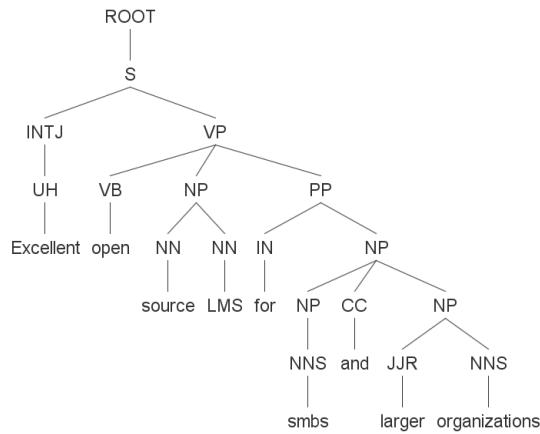 ROOT
S
INTJ VP
UH VB NP PP
Excellent open NN NN IN NP
source LMS for NP CC NP
NNS and JJR NNS
smbs larger organizations